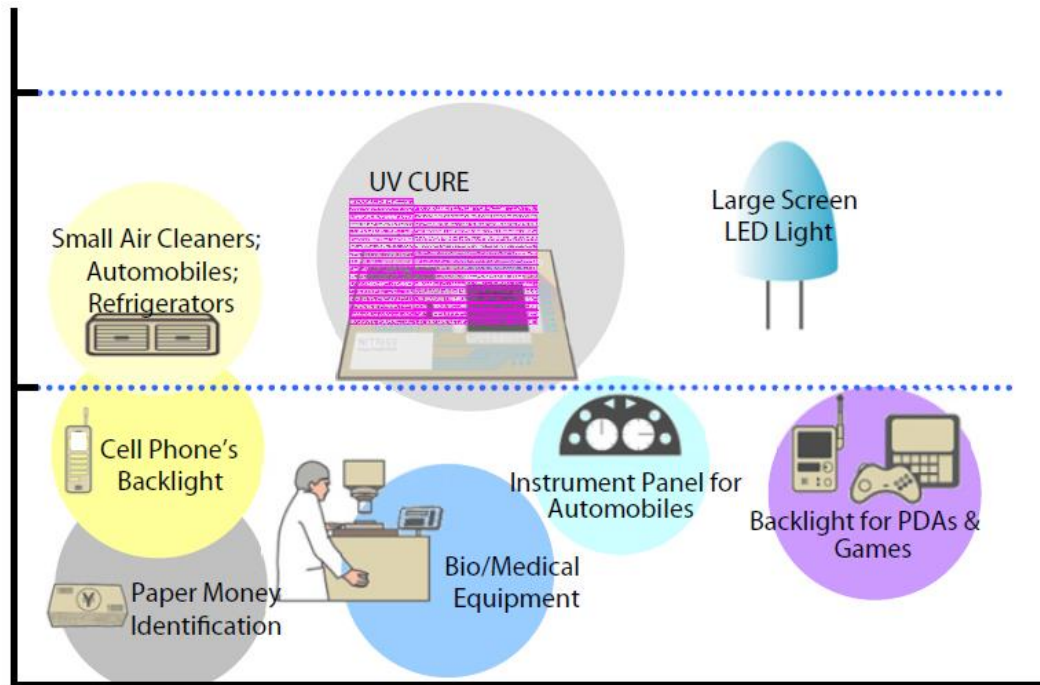 UV CURE
Large Screen
LED Light
Small Air Cleaners;
Automobiles;
Refrigerators
Cell Phone's
Backlight
Instrument Panel for
Automobiles
Backlight for PDAs &
Games
Bio/Medical
Equipment
Paper Money
Identification
¥